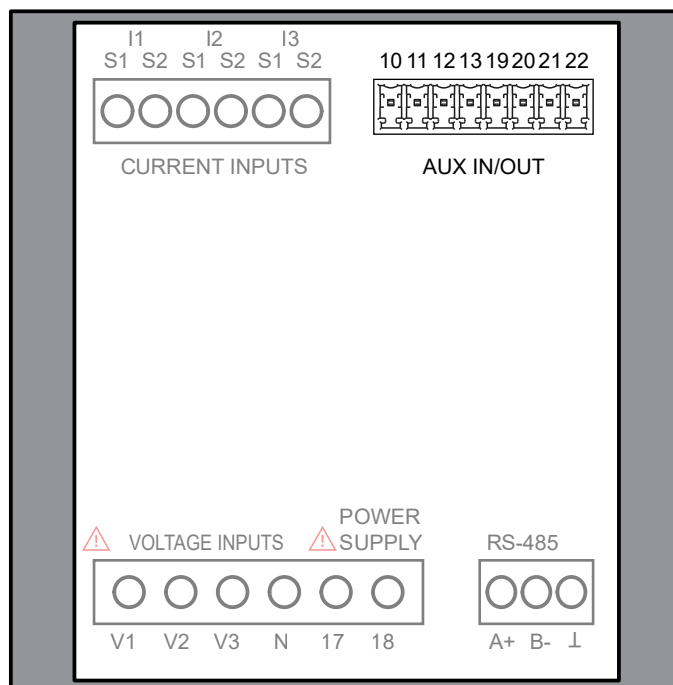 I1 I2 I3
S1 S2 S1 S2 S1 S2
CURRENT INPUTS
10 11 12 13 19 20 21 22
AUX IN/OUT
⚠ VOLTAGE INPUTS
⚠ POWER
SUPPLY
V1 V2 V3 N 17 18
RS-485
A+ B- ⊥